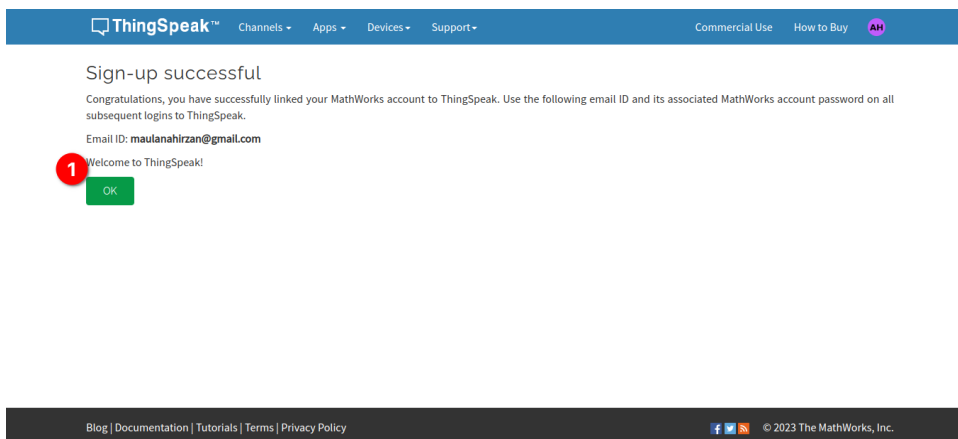 ThingSpeak™ Channels Apps Devices Support Commercial Use How to Buy AH
Sign-up successful
Congratulations, you have successfully linked your MathWorks account to ThingSpeak. Use the following email ID and its associated MathWorks account password on all
subsequent logins to ThingSpeak.
Email ID: maulanahirzan@gmail.com
Welcome to ThingSpeak!
1
OK
Blog | Documentation | Tutorials | Terms | Privacy Policy © 2023 The MathWorks, Inc.